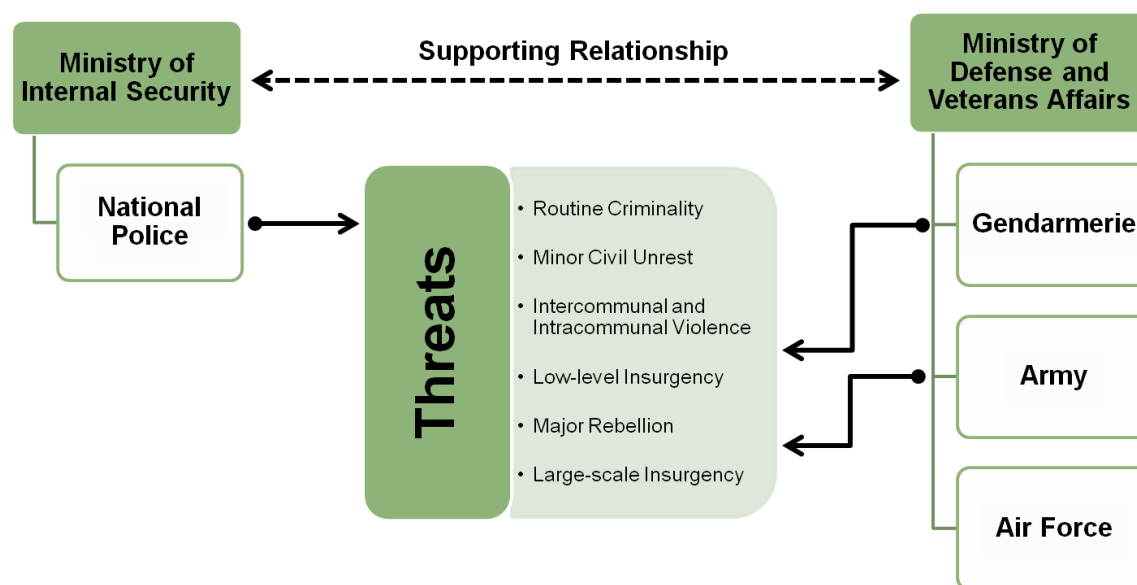 Supporting Relationship
Ministry of
Internal Security
Ministry of
Defense and
Veterans Affairs
National
Police
Threats
• Routine Criminality
• Minor Civil Unrest
• Intercommunal and
Intracommunal Violence
• Low-level Insurgency
• Major Rebellion
• Large-scale Insurgency
Gendarmerie
Army
Air Force